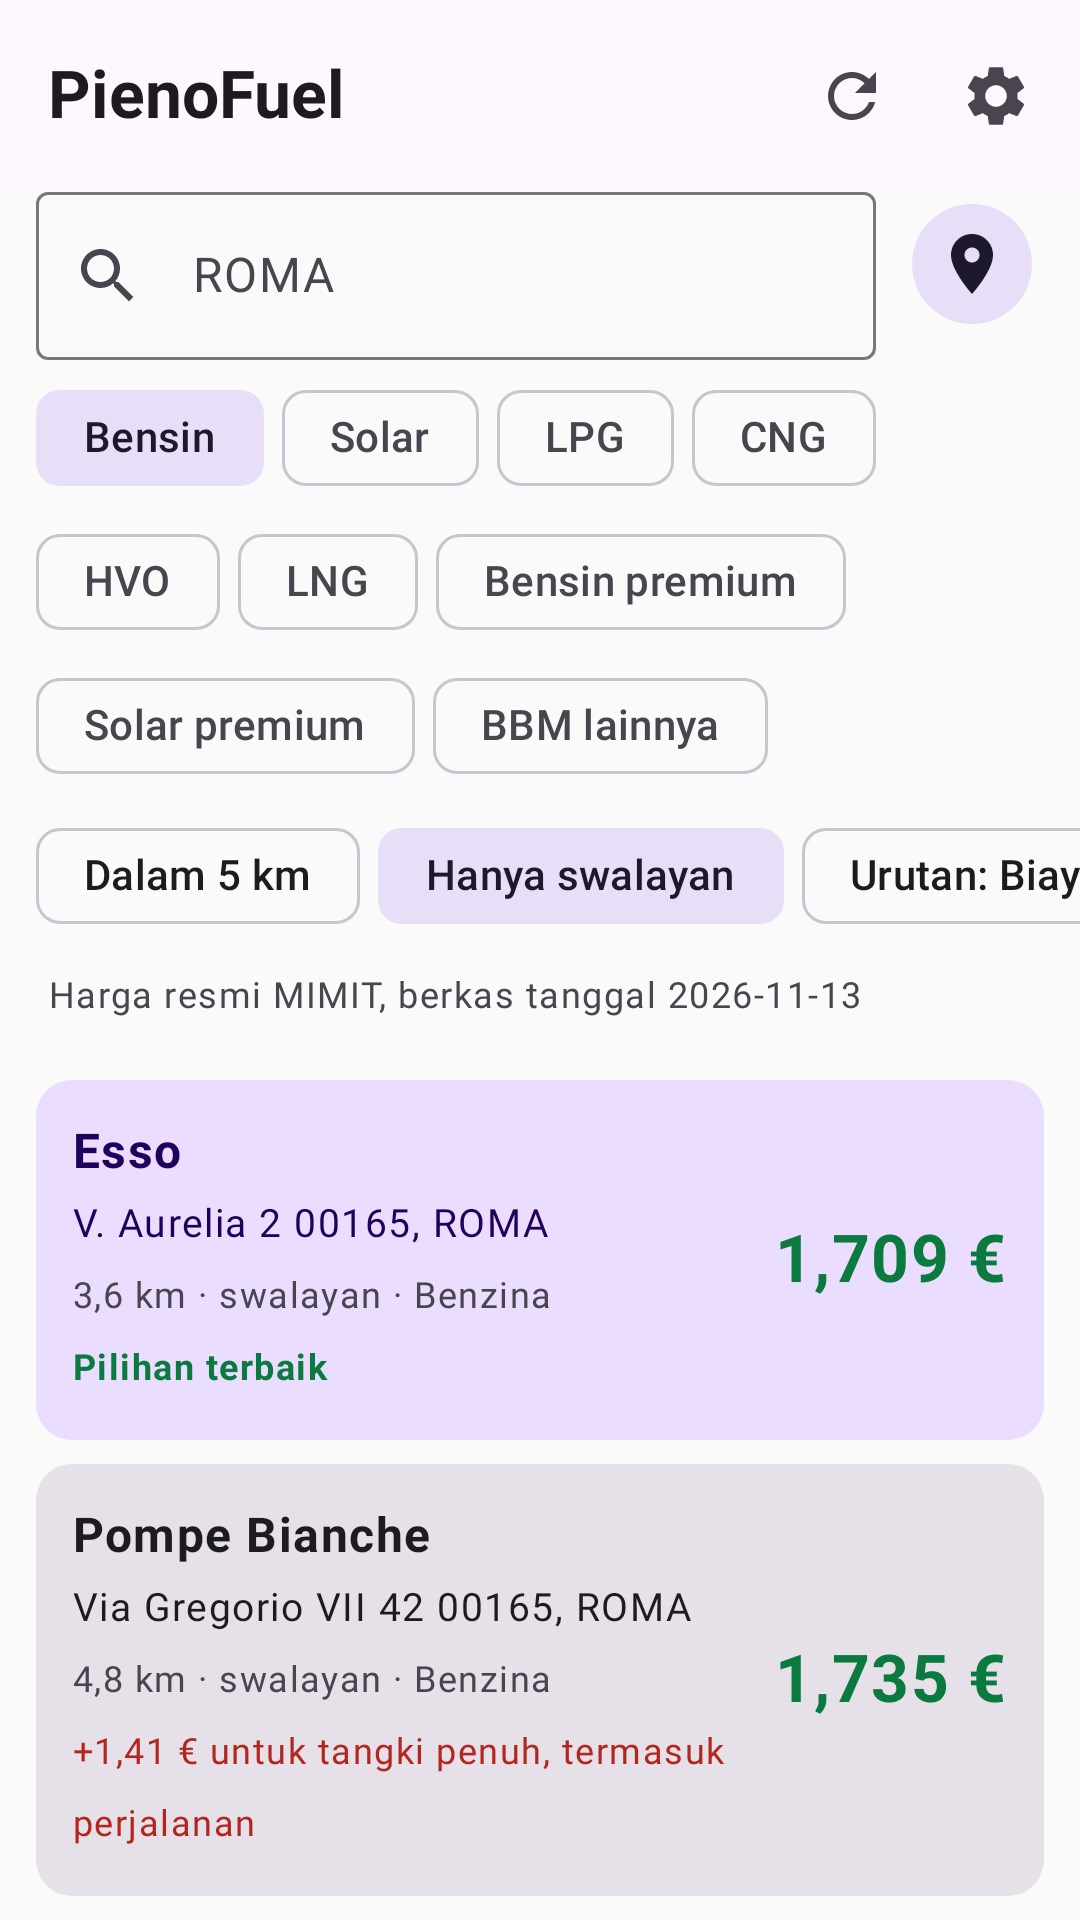 PienoFuel
ROMA
Bensin
Solar
LPG
CNG
HVO
LNG
Bensin premium
Solar premium
BBM lainnya
Dalam 5 km
Hanya swalayan
Urutan: Biay
Harga resmi MIMIT, berkas tanggal 2026-11-13
Esso
V. Aurelia 2 00165, ROMA
3,6 km · swalayan · Benzina
Pilihan terbaik
1,709 €
Pompe Bianche
Via Gregorio VII 42 00165, ROMA
4,8 km · swalayan · Benzina
+1,41 € untuk tangki penuh, termasuk
perjalanan
1,735 €